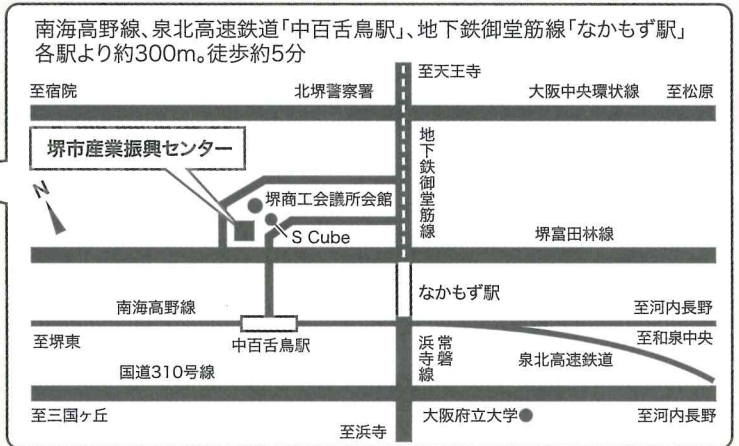 南海高野線、泉北高速鉄道「中百舌鳥駅」、地下鉄御堂筋線「なかもず駅」
各駅より約300m。徒歩約5分
至天王寺
至宿院
北堺警察署
大阪中央環状線
至松原
堺市産業振興センター
地下鉄御堂筋線
N
堺商工会議所会館
S Cube
堺富田林線
なかもず駅
南海高野線
至河内長野
至堺東
中百舌鳥駅
常磐浜寺線
泉北高速鉄道
至和泉中央
国道310号線
至三国ヶ丘
至浜寺
大阪府立大学
至河内長野